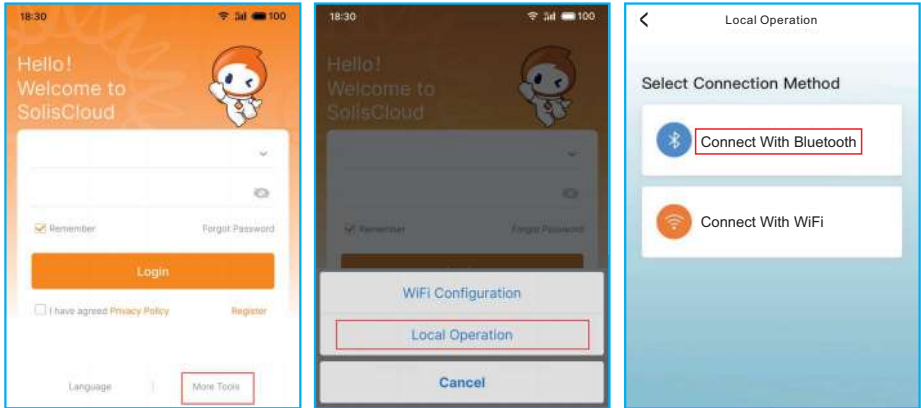 18:30
100
Hello!
Welcome to
SolisCloud
Remember
Forgot Password
Login
I have agreed Privacy Policy
Register
Language
More Tools
18:30
100
Hello!
Welcome to
SolisCloud
Remember
Forgot Password
WiFi Configuration
Local Operation
Cancel
Local Operation
Select Connection Method
Connect With Bluetooth
Connect With WiFi